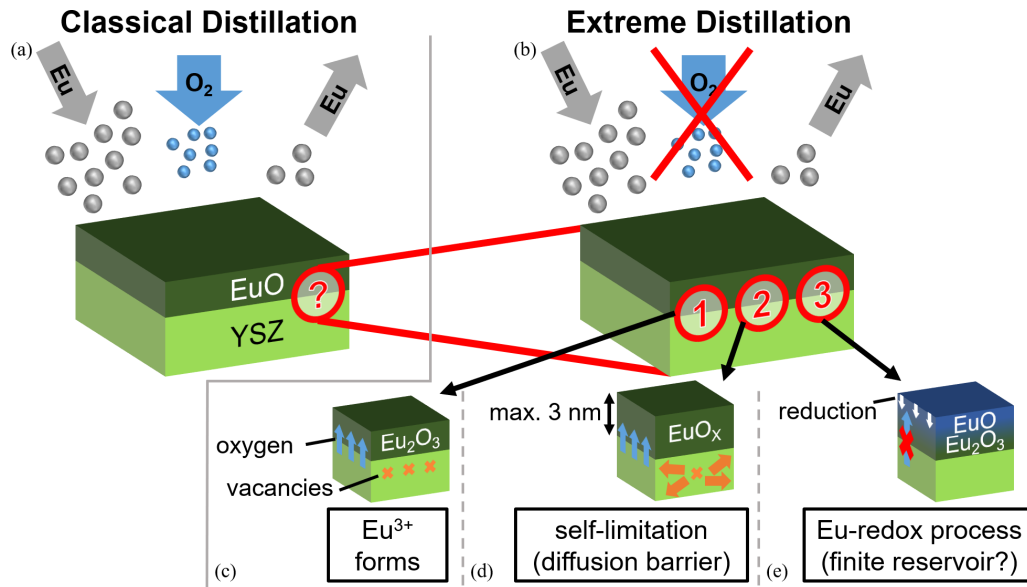 Classical Distillation
(a)
Eu
O₂
Eu
EuO
?
YSZ
Extreme Distillation
(b)
Eu
O₂
Eu
1
2
3
oxygen
Eu₂O₃
vacancies
Eu³⁺
forms
(c)
max. 3 nm
EuOₓ
self-limitation
(diffusion barrier)
(d)
reduction
EuO
Eu₂O₃
Eu-redox process
(finite reservoir?)
(e)